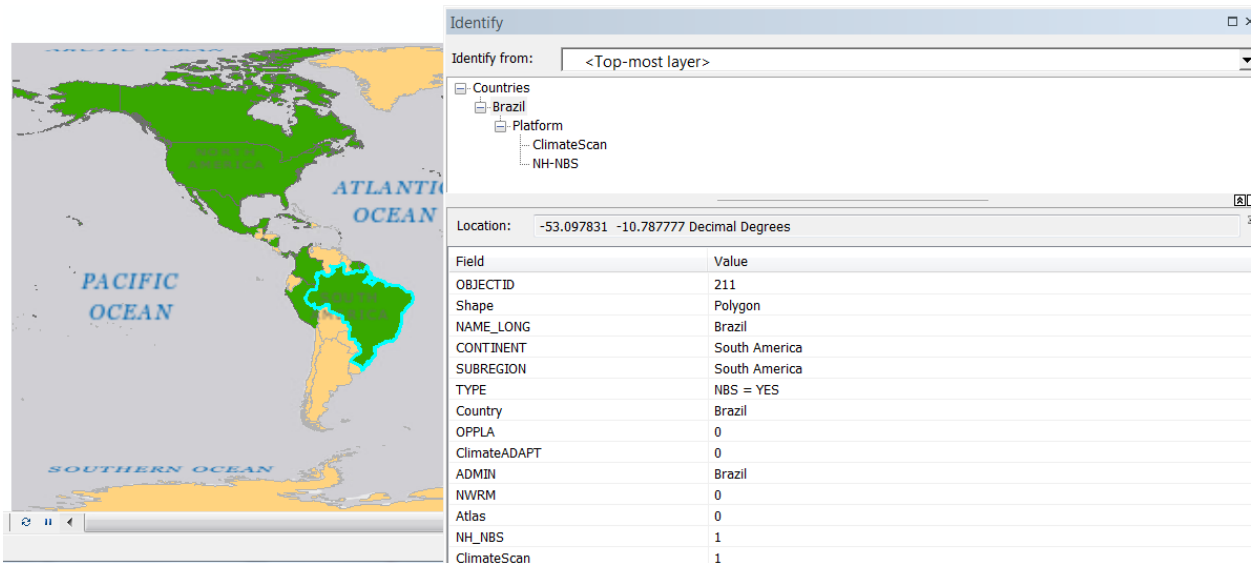 Identify
Identify from: <Top-most layer>
Countries
Brazil
Platform
ClimateScan
NH-NBS
Location: -53.097831 -10.787777 Decimal Degrees
Field Value
OBJECTID 211
Shape Polygon
NAME_LONG Brazil
CONTINENT South America
SUBREGION South America
TYPE NBS = YES
Country Brazil
OPPLA 0
ClimateADAPT 0
ADMIN Brazil
NWRM 0
Atlas 0
NH_NBS 1
ClimateScan 1
ARCTIC OCEAN
NORTH
AMERICA
OCEAN
PACIFIC
OCEAN
SOUTH
AMERICA
SOUTHERN OCEAN